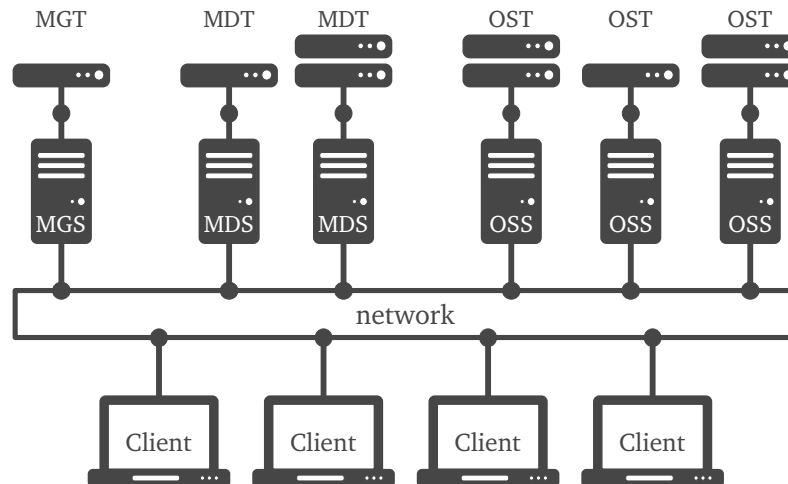 MGT MDT MDT OST OST OST
MGS MDS MDS OSS OSS OSS
network
Client Client Client Client